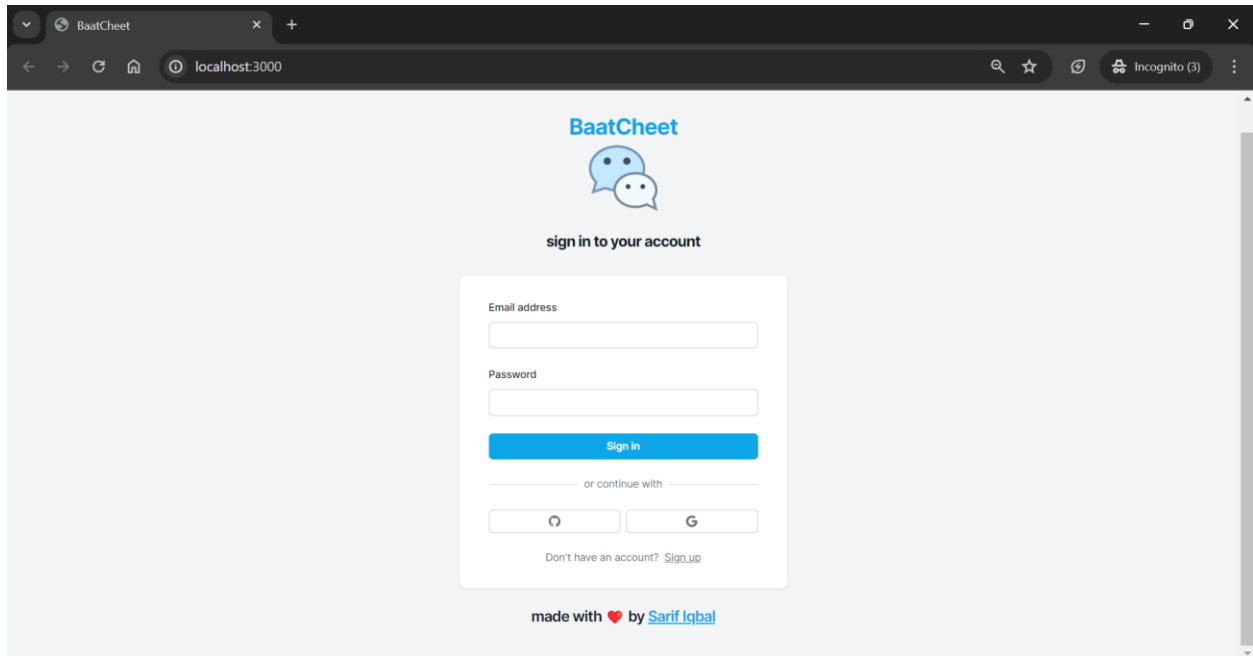 BaatCheet
localhost:3000
Incognito (3)
BaatCheet
sign in to your account
Email address
Password
Sign in
or continue with
G
Don't have an account? Sign up
made with ❤️ by Sarif Iqbal